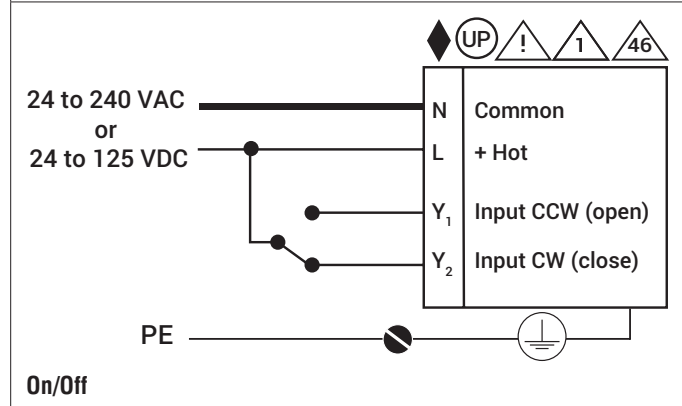 UP ! 1 46
24 to 240 VAC
or
24 to 125 VDC
N Common
L + Hot
Y1 Input CCW (open)
Y2 Input CW (close)
PE
On/Off